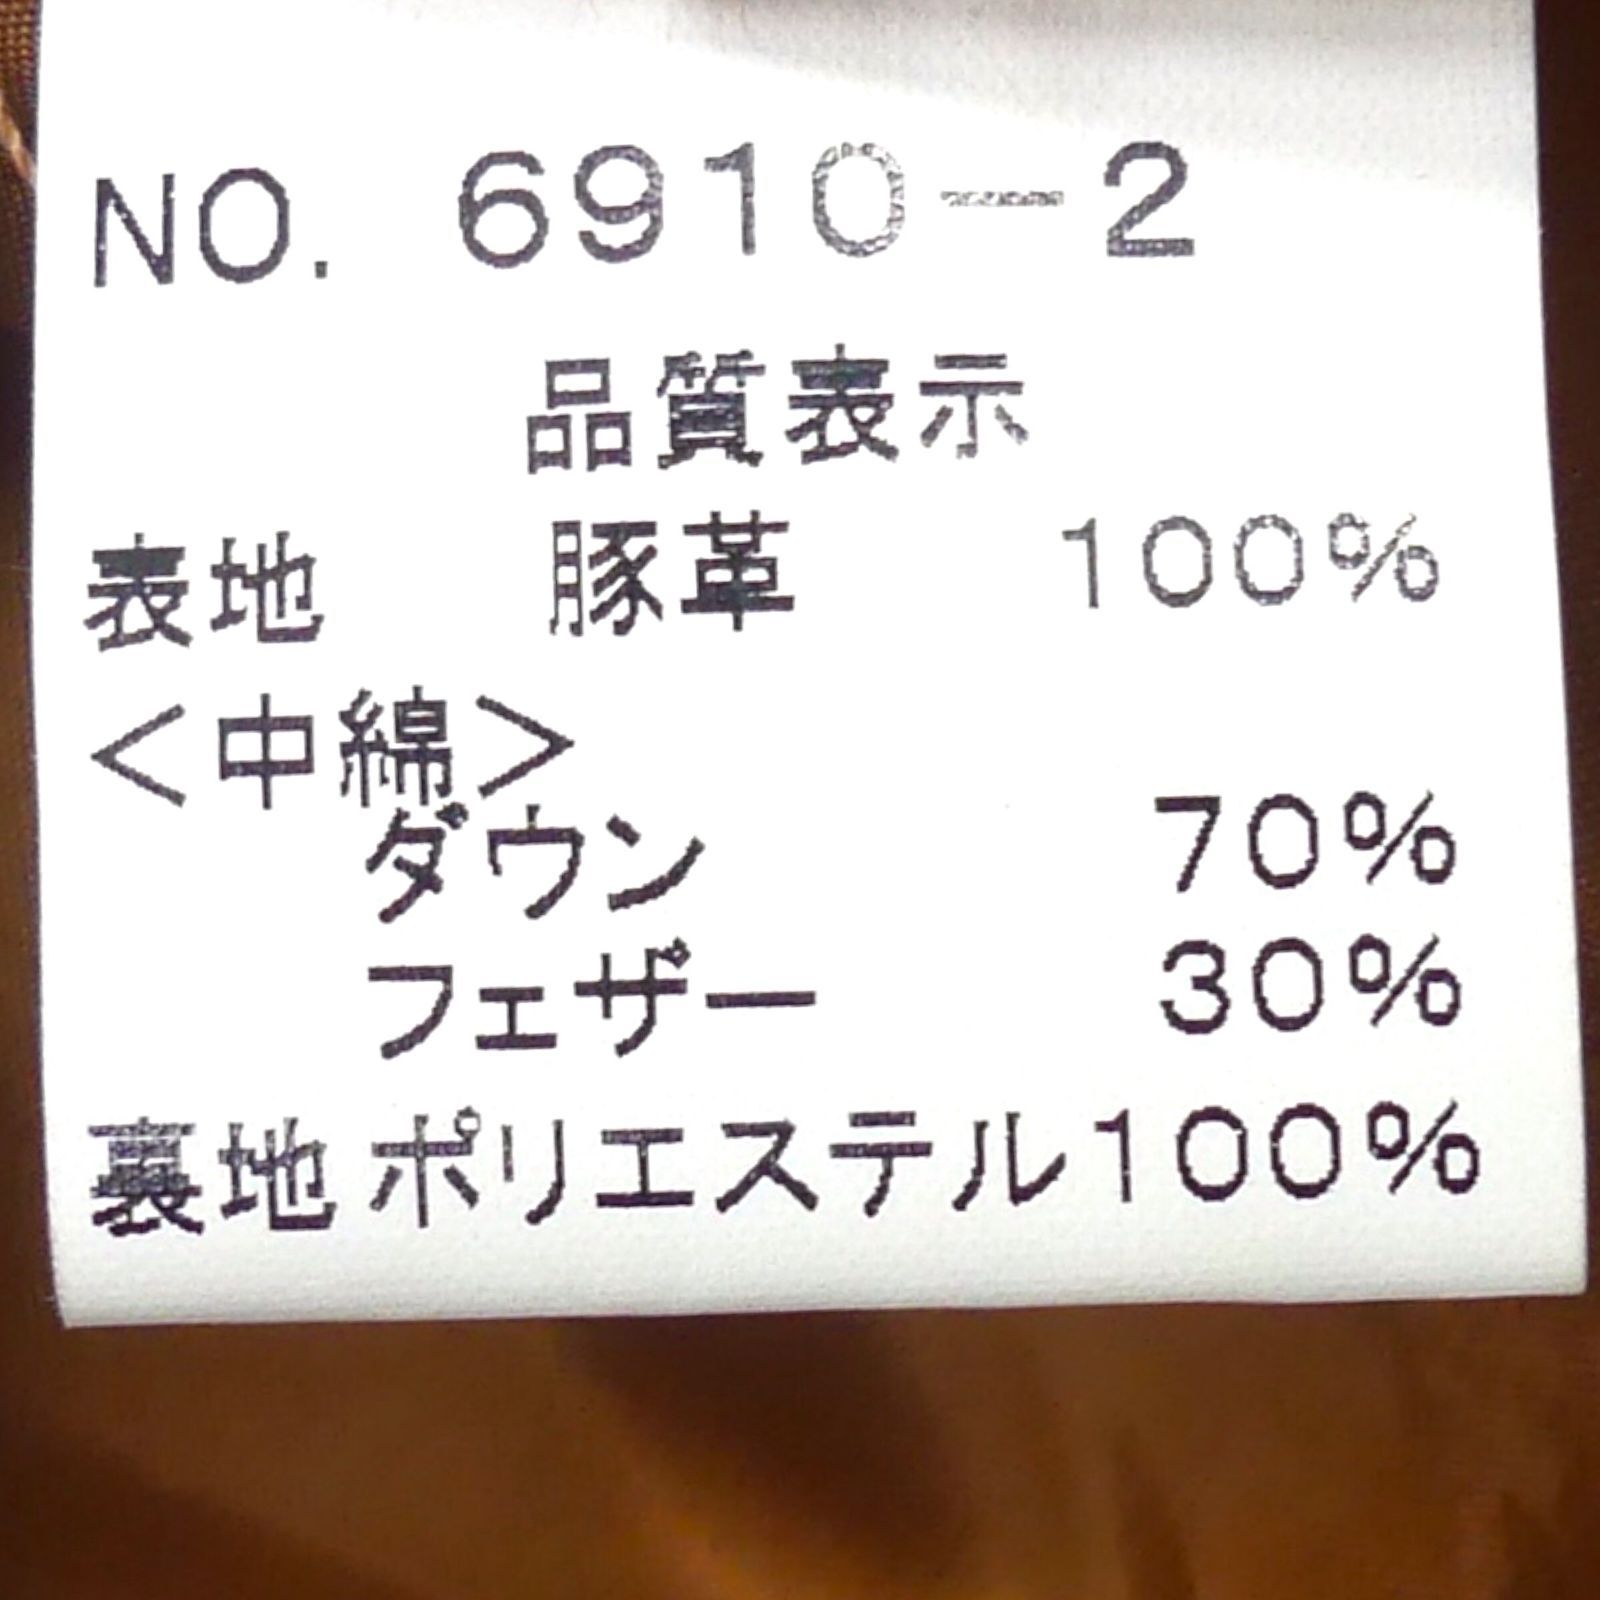 NO. 6910-2
品質表示
表地 豚革 100%
<中綿>
ダウン 70%
フェザー 30%
裏地 ポリエステル100%